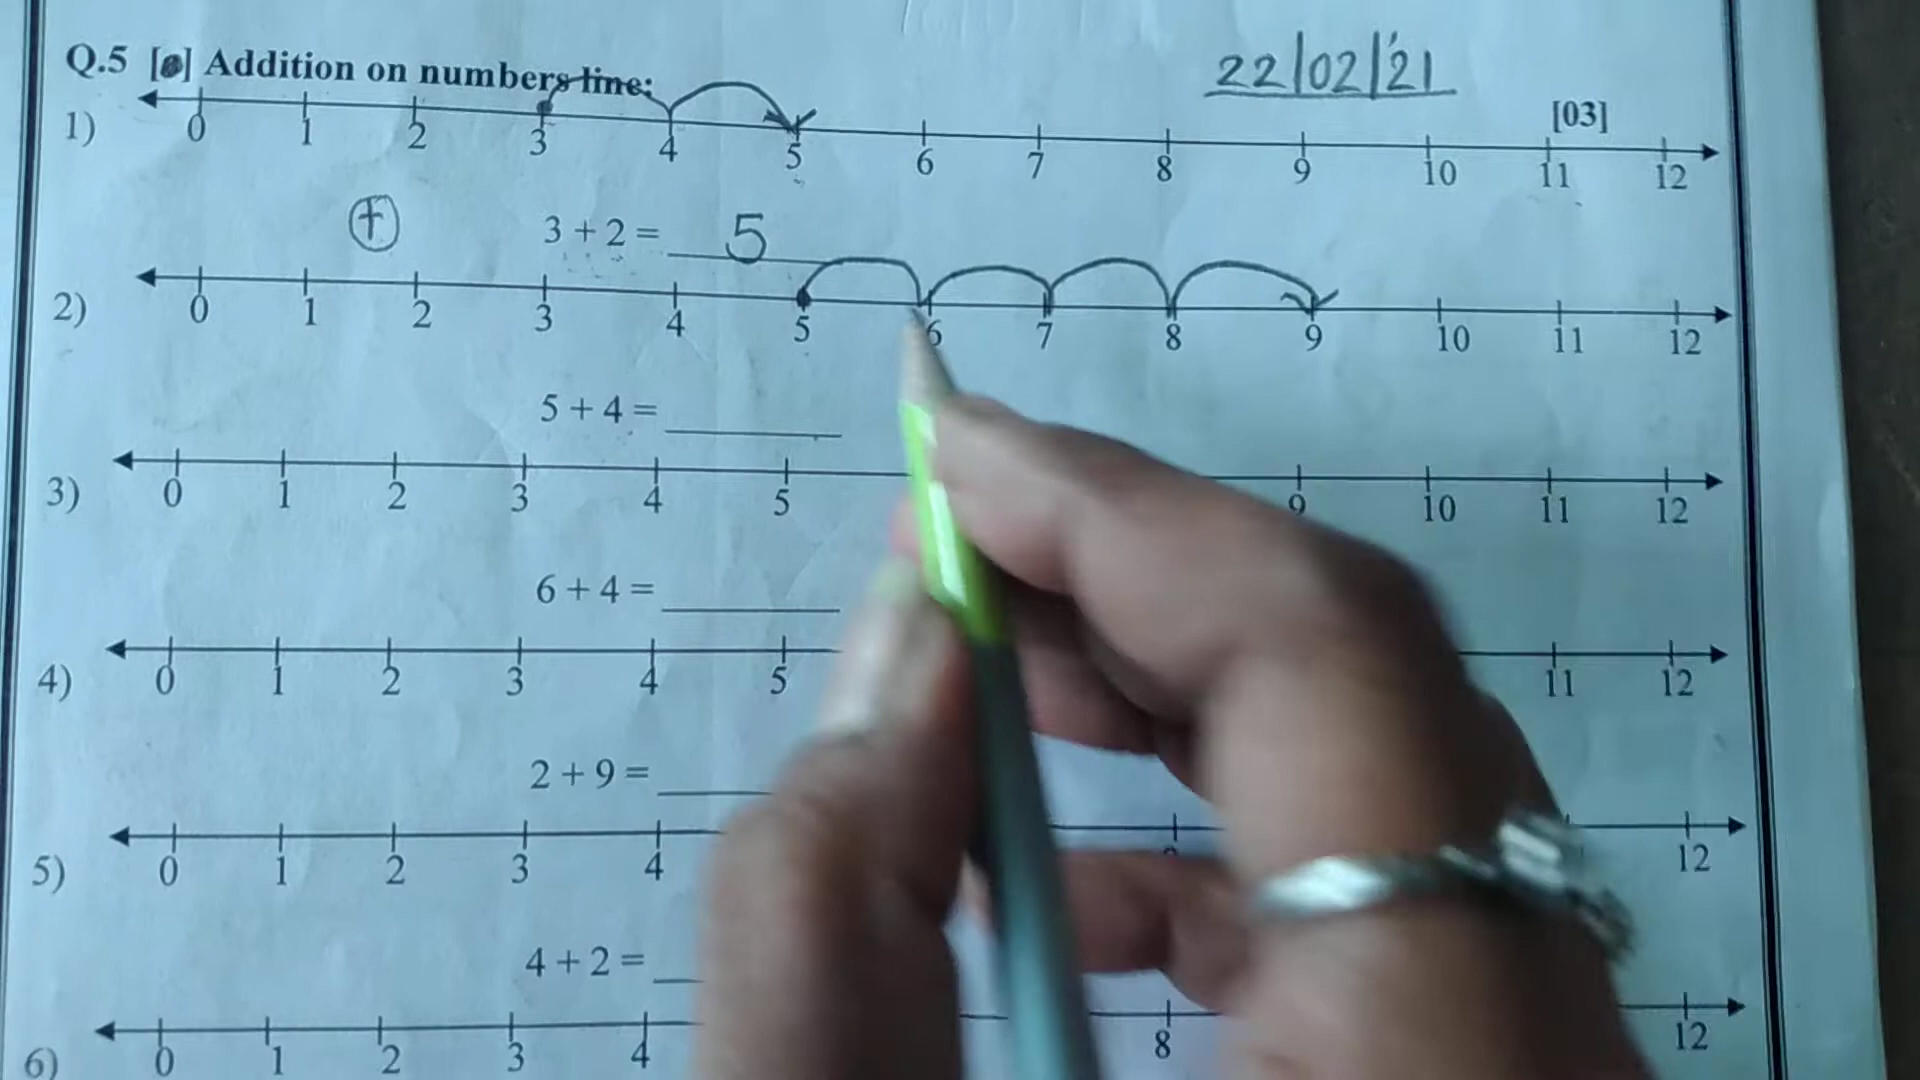 Q.5 [] Addition on numbers line:
22/02/'21
[03]
1) 0 1 2 3 4 5 6 7 8 9 10 11 12
+ 3 + 2 = 5
2) 0 1 2 3 4 5 6 7 8 9 10 11 12
5 + 4 = ______
3) 0 1 2 3 4 5 9 10 11 12
6 + 4 = ______
4) 0 1 2 3 4 5 11 12
2 + 9 = ______
5) 0 1 2 3 4 12
4 + 2 = __
6) 0 1 2 3 4 8 12